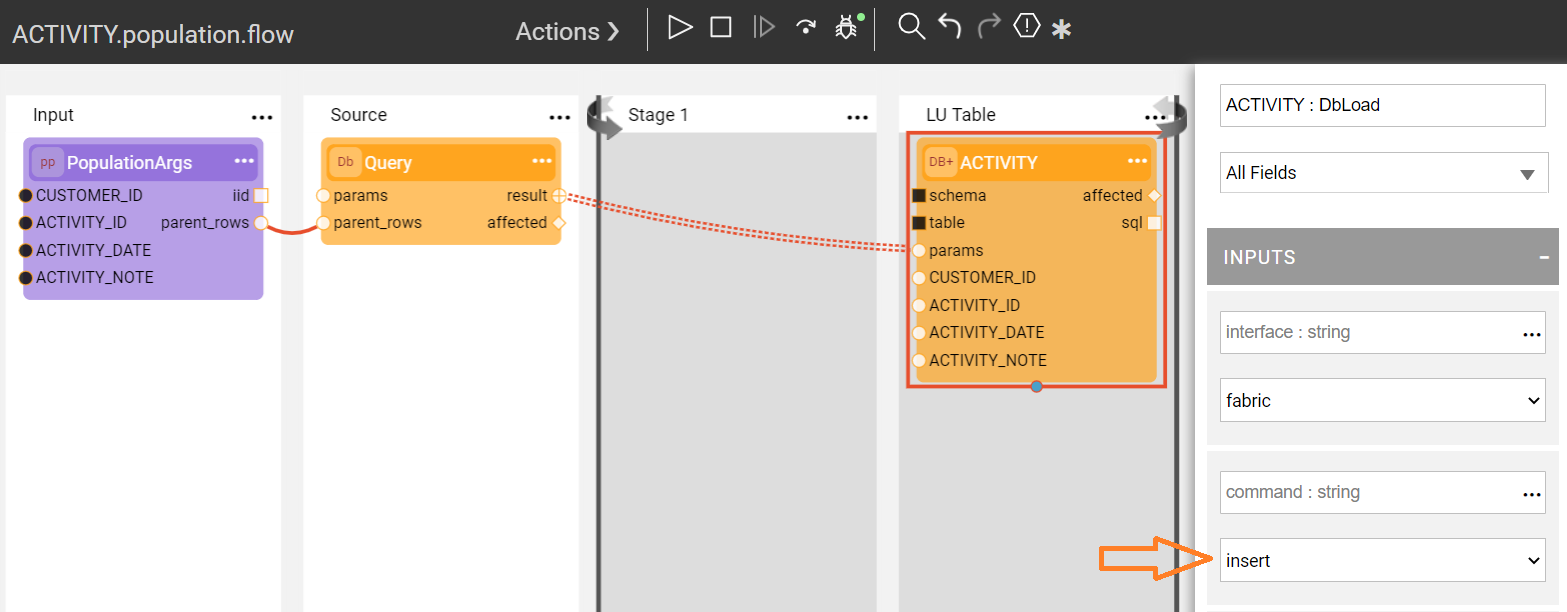 ACTIVITY.population.flow
Actions
Input
Source
Stage 1
LU Table
pp PopulationArgs
CUSTOMER_ID iid
ACTIVITY_ID parent_rows
ACTIVITY_DATE
ACTIVITY_NOTE
Db Query
params result
parent_rows affected
DB+ ACTIVITY
schema affected
table sql
params
CUSTOMER_ID
ACTIVITY_ID
ACTIVITY_DATE
ACTIVITY_NOTE
ACTIVITY : DbLoad
All Fields
INPUTS
interface : string
fabric
command : string
insert